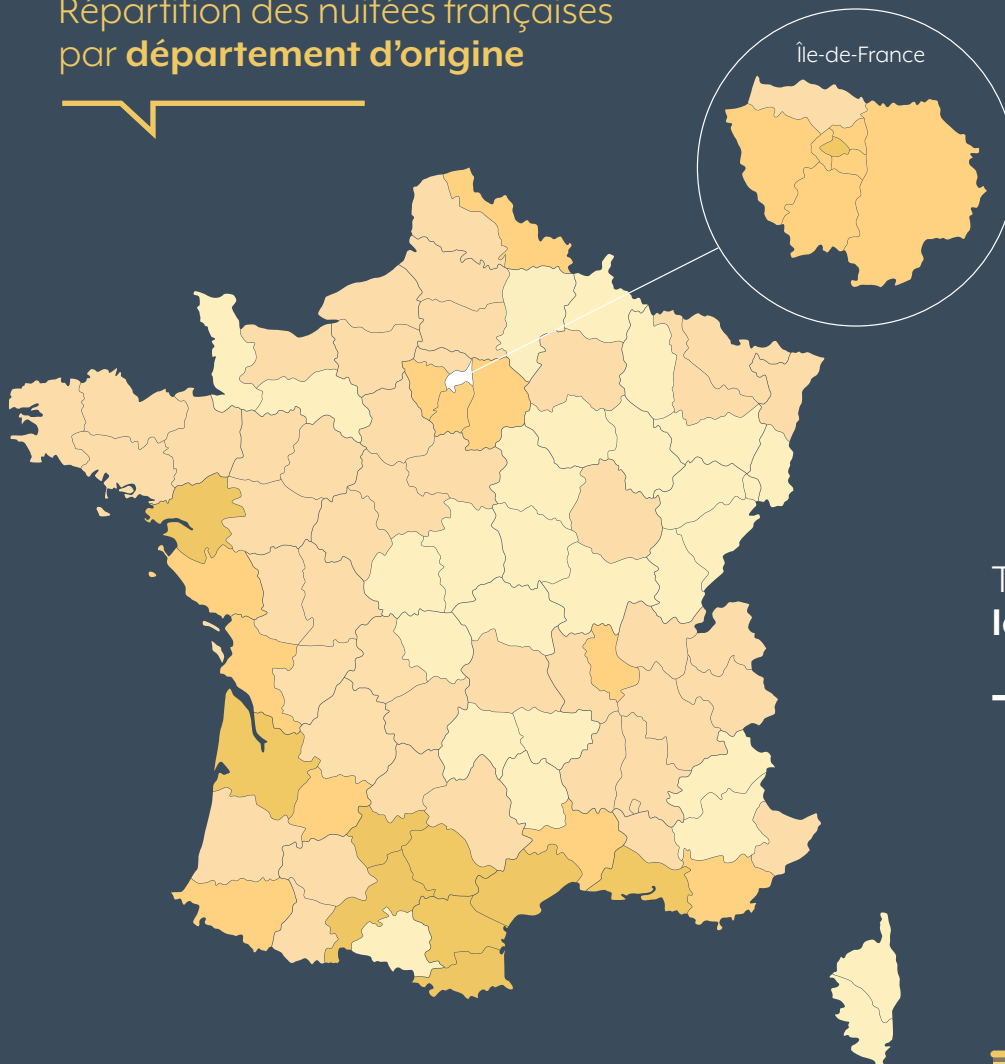 Répartition des nuitées françaises
par département d’origine
Île-de-France